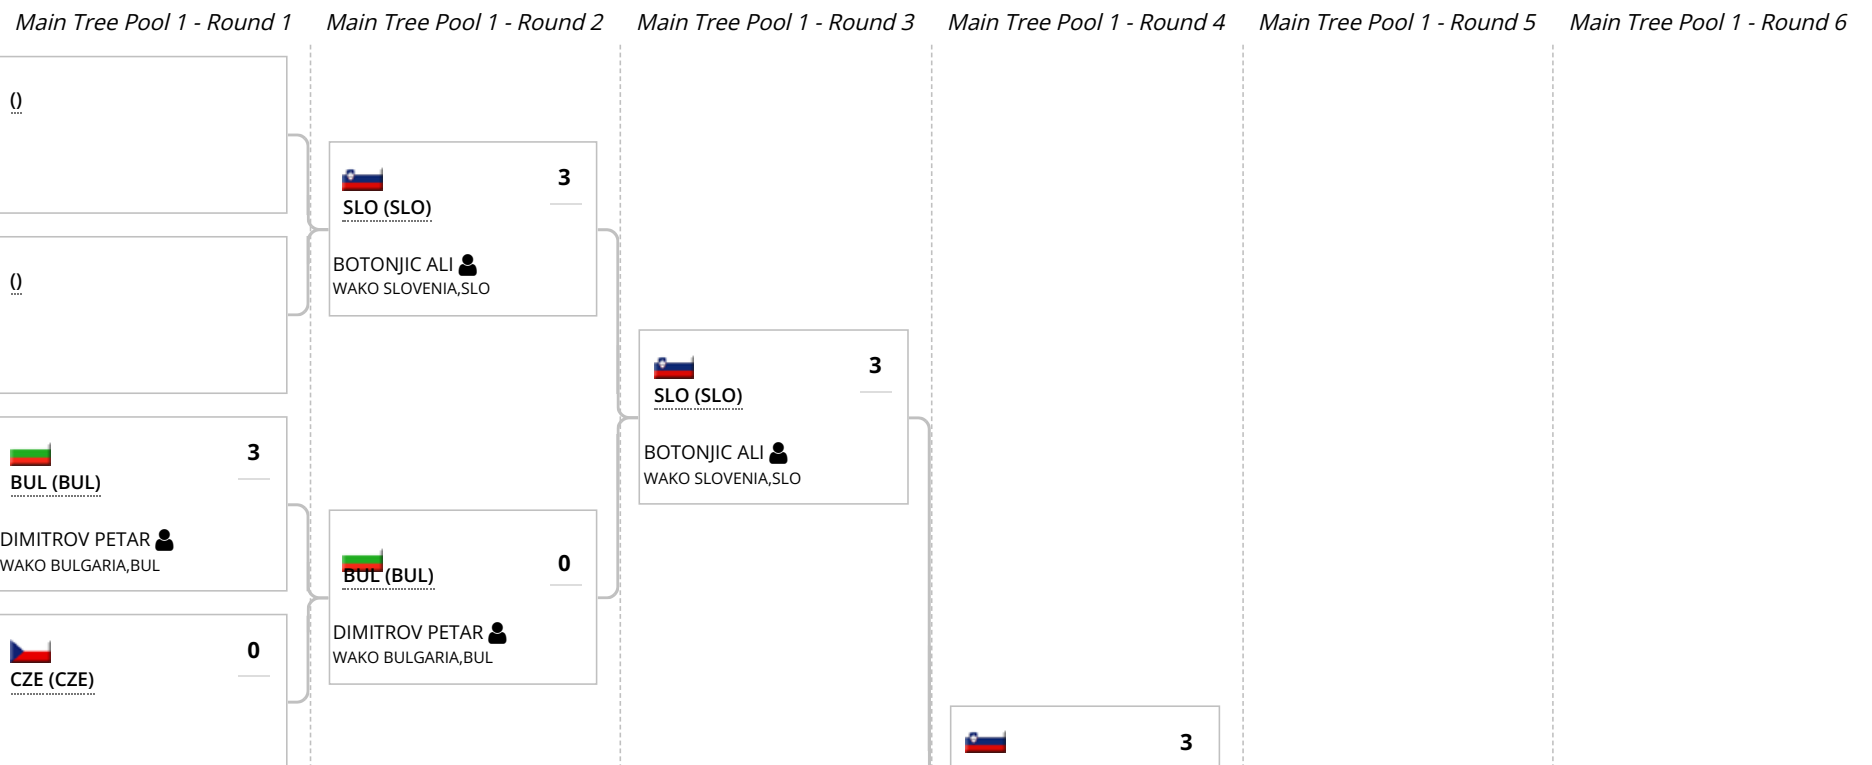 Main Tree Pool 1 - Round 1
Main Tree Pool 1 - Round 2
Main Tree Pool 1 - Round 3
Main Tree Pool 1 - Round 4
Main Tree Pool 1 - Round 5
Main Tree Pool 1 - Round 6
()
()
3
BUL (BUL)
DIMITROV PETAR
WAKO BULGARIA,BUL
0
CZE (CZE)
3
SLO (SLO)
BOTONJIC ALI
WAKO SLOVENIA,SLO
0
BUL (BUL)
DIMITROV PETAR
WAKO BULGARIA,BUL
3
SLO (SLO)
BOTONJIC ALI
WAKO SLOVENIA,SLO
3